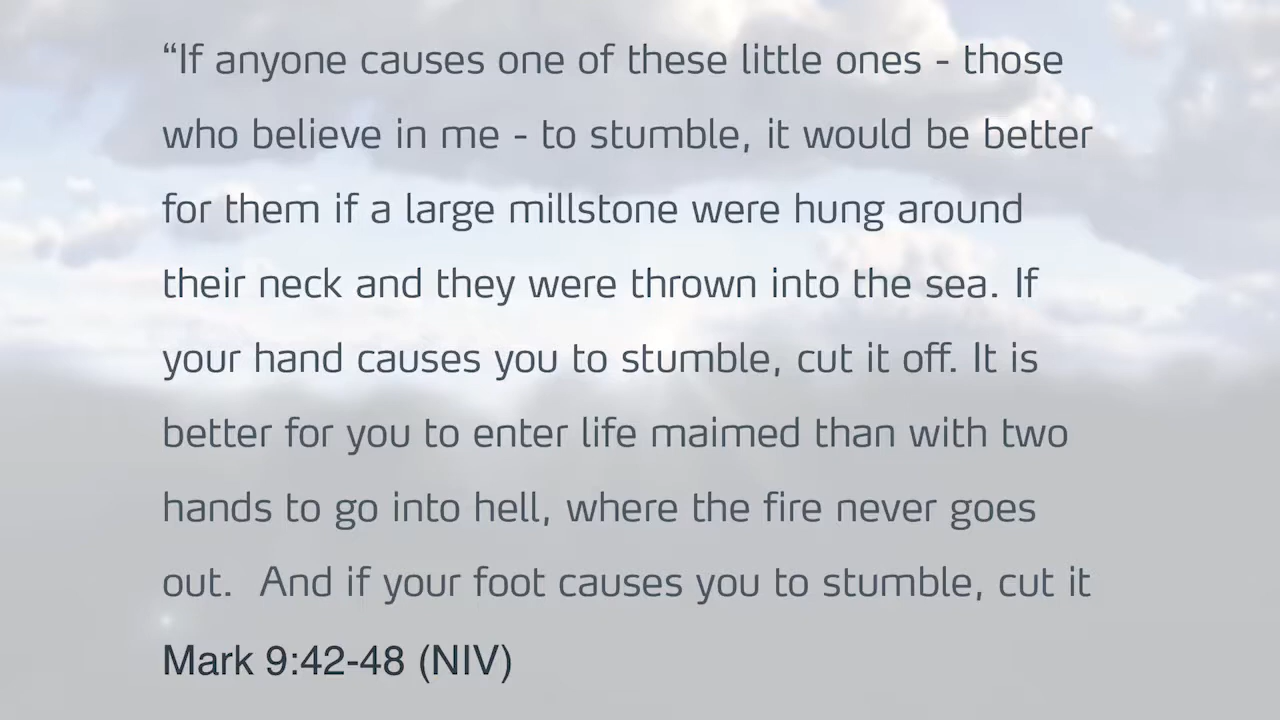 “If anyone causes one of these little ones - those
who believe in me - to stumble, it would be better
for them if a large millstone were hung around
their neck and they were thrown into the sea. If
your hand causes you to stumble, cut it off. It is
better for you to enter life maimed than with two
hands to go into hell, where the fire never goes
out.  And if your foot causes you to stumble, cut it
Mark 9:42-48 (NIV)